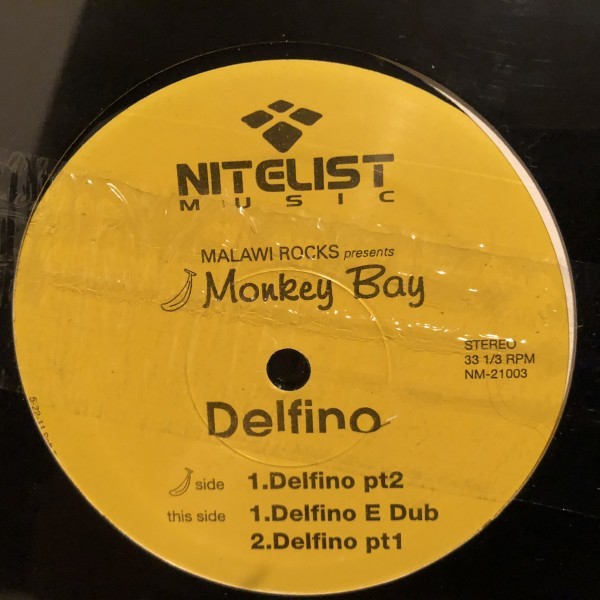 NITELIST
MUSIC
MALAWI ROCKS presents
Monkey Bay
STEREO
33 1/3 RPM
NM-21003
Delfino
side 1.Delfino pt2
this side 1.Delfino E Dub
2.Delfino pt1